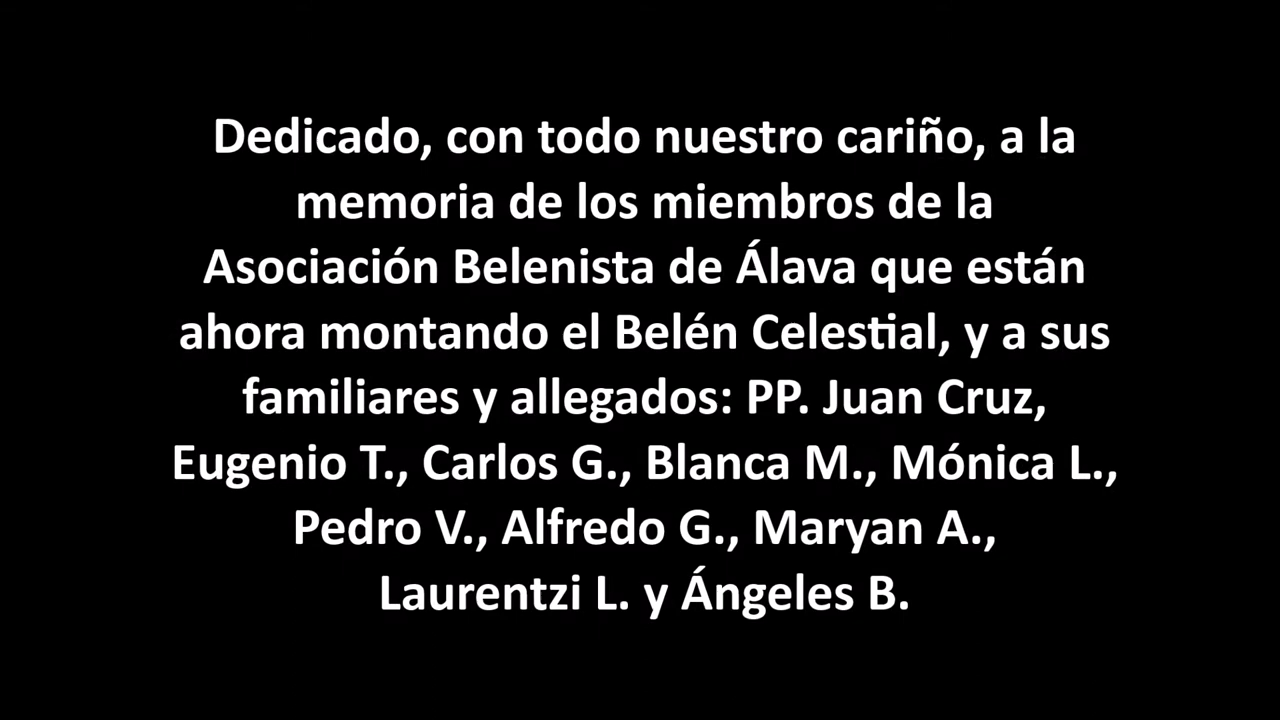 Dedicado, con todo nuestro cariño, a la
memoria de los miembros de la
Asociación Belenista de Álava que están
ahora montando el Belén Celestial, y a sus
familiares y allegados: PP. Juan Cruz,
Eugenio T., Carlos G., Blanca M., Mónica L.,
Pedro V., Alfredo G., Maryan A.,
Laurentzi L. y Ángeles B.